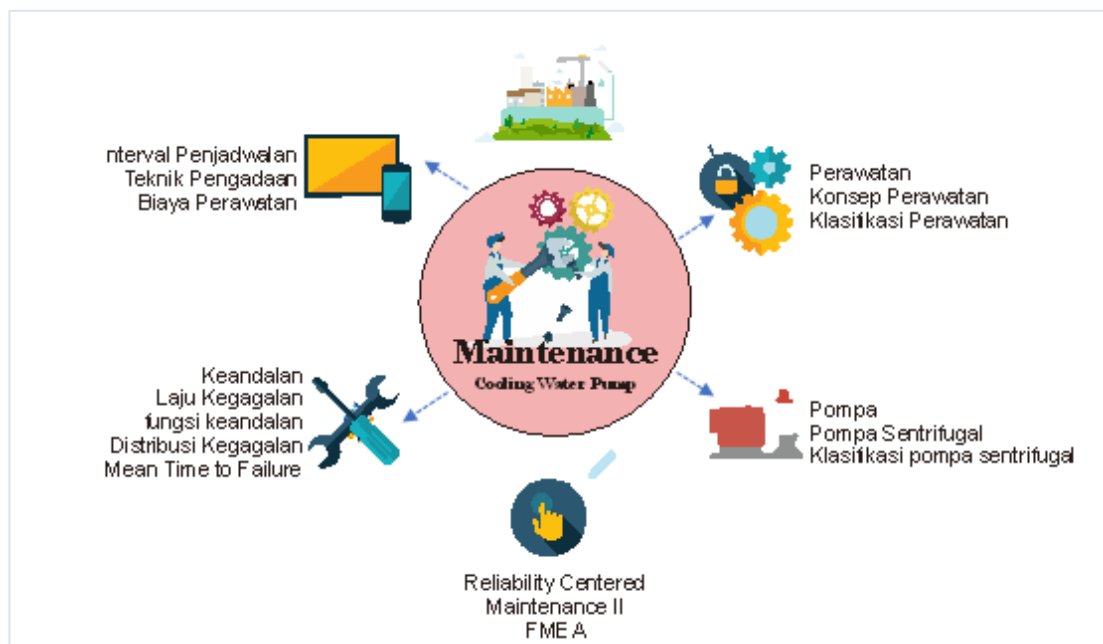 nterval Penjadwalan
Teknik Pengadaan
Biaya Perawatan
Perawatan
Konsep Perawatan
Klasifikasi Perawatan
Maintenance
Cooling Water Pump
Keandalan
Laju Kegagalan
fungsi keandalan
Distribusi Kegagalan
Mean Time to Failure
Pompa
Pompa Sentrifugal
Klasifikasi pompa sentrifugal
Reliability Centered
Maintenance II
FMEA